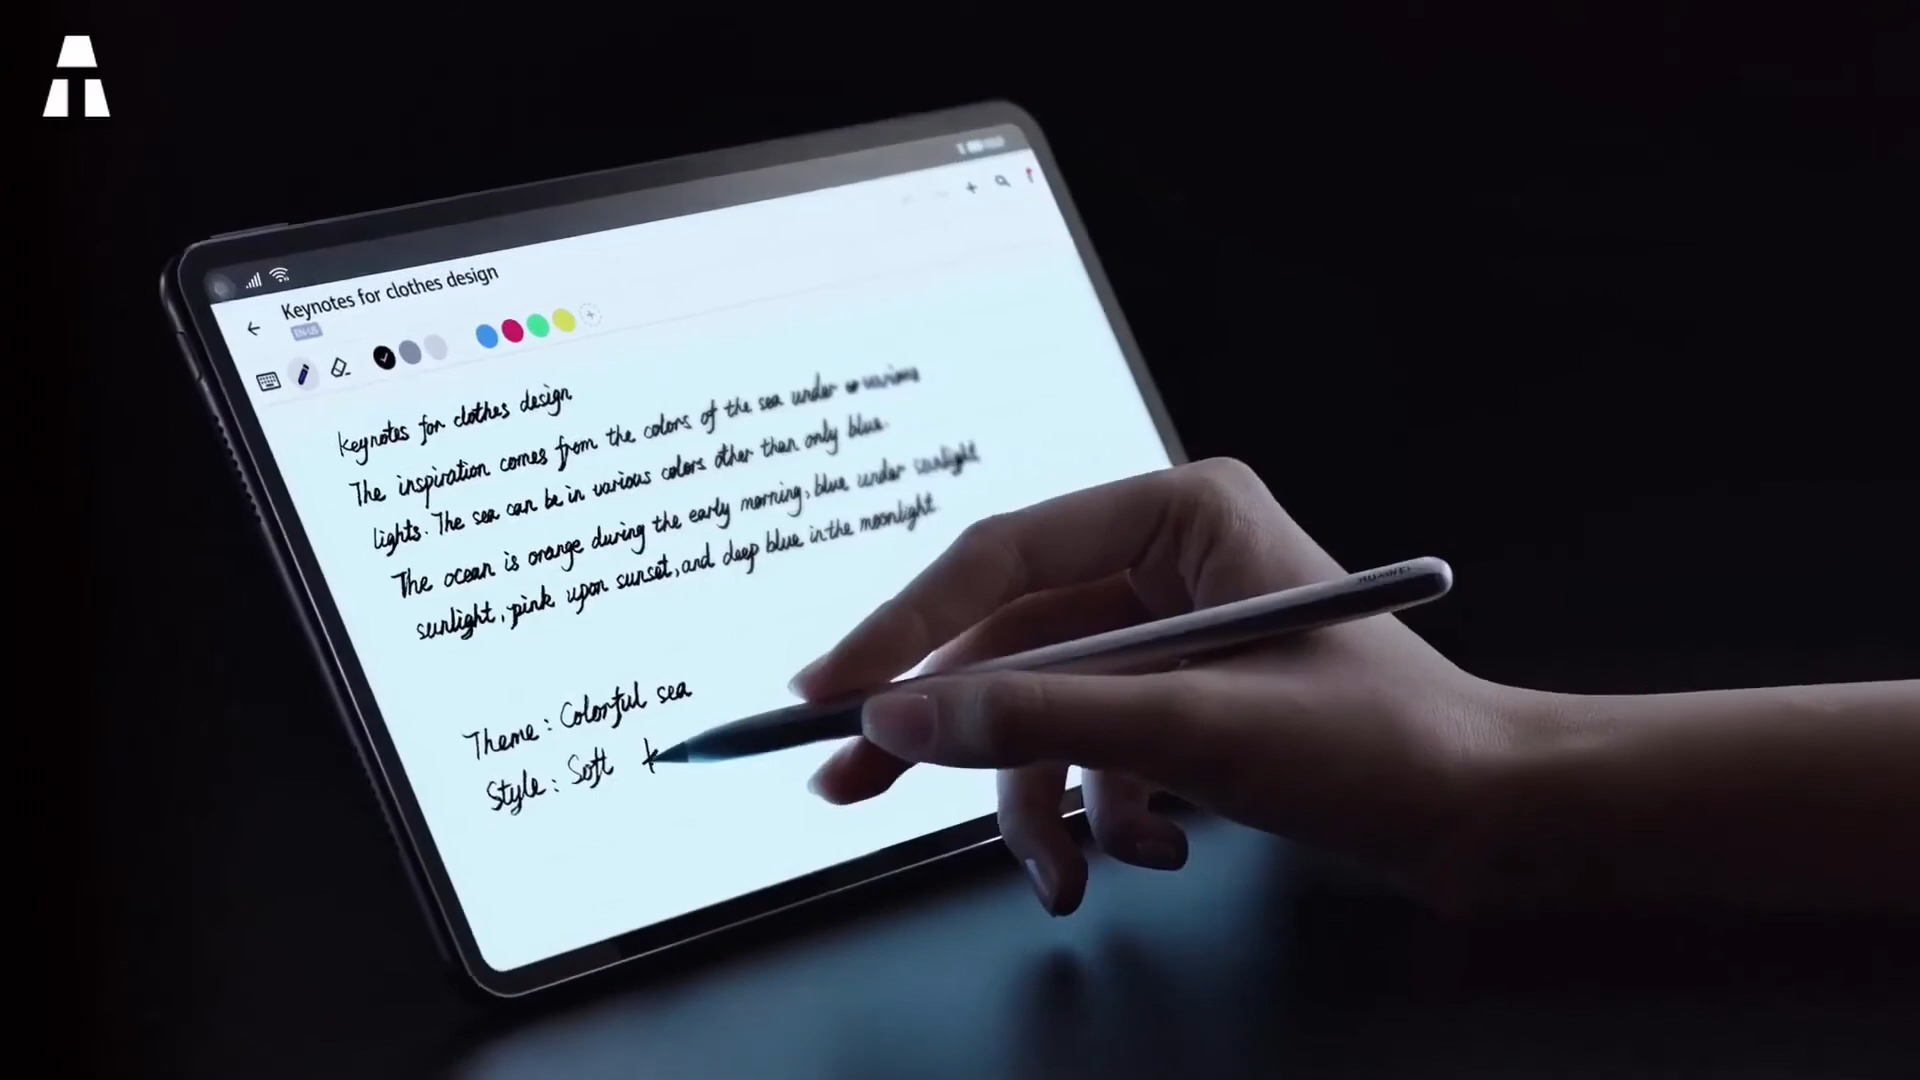 Keynotes for clothes design
EN-US
keynotes for clothes design
The inspiration comes from the colors of the sea under various
lights. The sea can be in various colors other than only blue.
The ocean is orange during the early morning, blue under sunlight
sunlight, pink upon sunset, and deep blue in the moonlight.
Theme: Colorful sea
Style: Soft
HUAWEI